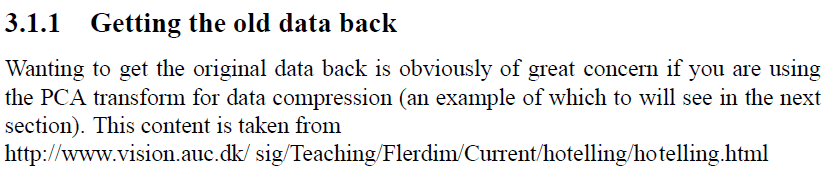 3.1.1 Getting the old data back
Wanting to get the original data back is obviously of great concern if you are using
the PCA transform for data compression (an example of which to will see in the next
section). This content is taken from
http://www.vision.auc.dk/ sig/Teaching/Flerdim/Current/hotelling/hotelling.html